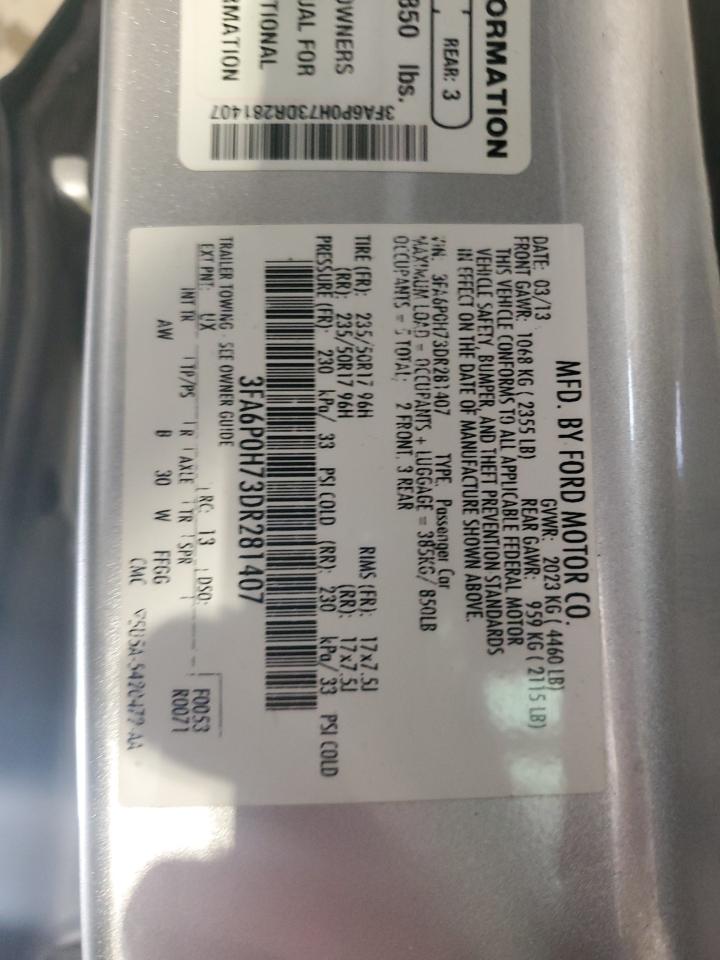 ORMATION
REAR: 3
850 lbs.
OWNERS
UAL FOR
TIONAL
RMATION
3FA6P0H73DR281407
MFD. BY FORD MOTOR CO.
DATE: 03/13 GVWR: 2023 KG ( 4460 LB)
FRONT GAWR: 1068 KG ( 2355 LB) REAR GAWR: 959 KG ( 2115 LB)
THIS VEHICLE CONFORMS TO ALL APPLICABLE FEDERAL MOTOR
VEHICLE SAFETY, BUMPER, AND THEFT PREVENTION STANDARDS
IN EFFECT ON THE DATE OF MANUFACTURE SHOWN ABOVE.
VIN: 3FA6P0H73DR281407 TYPE: Passenger Car
MAXIMUM LOAD = OCCUPANTS + LUGGAGE = 385KG/ 850LB
OCCUPANTS = 5 TOTAL: 2 FRONT, 3 REAR
TIRE (FR): 235/50R17 96H RIMS (FR): 17x7.5J
(RR): 235/50R17 96H (RR): 17x7.5J
PRESSURE (FR): 230 kPa/ 33 PSI COLD (RR): 230 kPa/ 33 PSI COLD
3FA6P0H73DR281407
TRAILER TOWING - SEE OWNER GUIDE
EXT PNT: UX RC: 13 DSO: F0053
INT TR TP/PS R AXLE TR SPR R0071
AW B 30 W FFGG
CMC